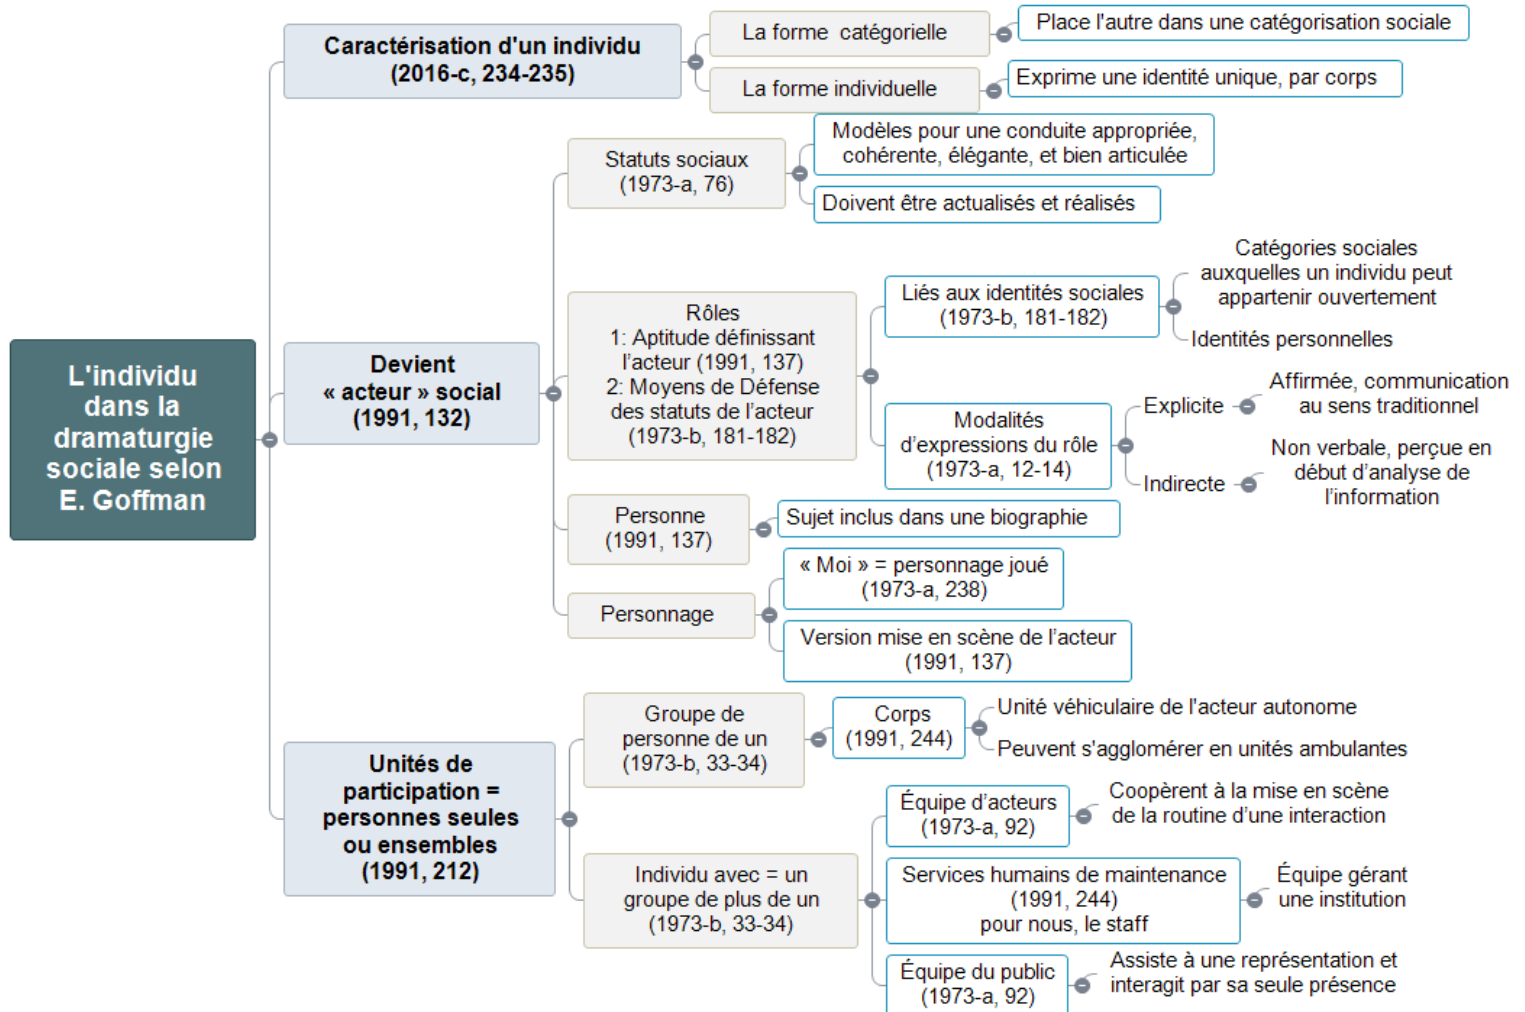 L'individu
dans la
dramaturgie
sociale selon
E. Goffman
Caractérisation d'un individu
(2016-c, 234-235)
La forme  catégorielle
Place l'autre dans une catégorisation sociale
La forme individuelle
Exprime une identité unique, par corps
Devient
« acteur » social
(1991, 132)
Statuts sociaux
(1973-a, 76)
Modèles pour une conduite appropriée,
cohérente, élégante, et bien articulée
Doivent être actualisés et réalisés
Rôles
1: Aptitude définissant
l’acteur (1991, 137)
2: Moyens de Défense
des statuts de l’acteur
(1973-b, 181-182)
Liés aux identités sociales
(1973-b, 181-182)
Catégories sociales
auxquelles un individu peut
appartenir ouvertement
Identités personnelles
Modalités
d’expressions du rôle
(1973-a, 12-14)
Explicite
Affirmée, communication
au sens traditionnel
Indirecte
Non verbale, perçue en
début d’analyse de
l’information
Personne
(1991, 137)
Sujet inclus dans une biographie
Personnage
« Moi » = personnage joué
(1973-a, 238)
Version mise en scène de l’acteur
(1991, 137)
Unités de
participation =
personnes seules
ou ensembles
(1991, 212)
Groupe de
personne de un
(1973-b, 33-34)
Corps
(1991, 244)
Unité véhiculaire de l'acteur autonome
Peuvent s'agglomérer en unités ambulantes
Individu avec = un
groupe de plus de un
(1973-b, 33-34)
Équipe d’acteurs
(1973-a, 92)
Coopèrent à la mise en scène
de la routine d’une interaction
Services humains de maintenance
(1991, 244)
pour nous, le staff
Équipe gérant
une institution
Équipe du public
(1973-a, 92)
Assiste à une représentation et
interagit par sa seule présence